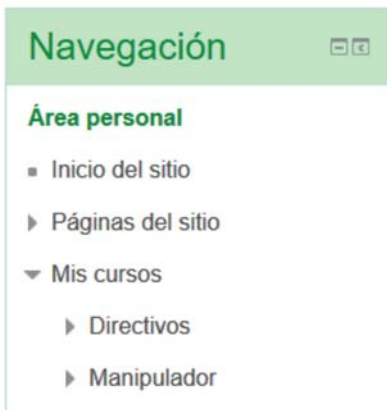 Navegación
Área personal
Inicio del sitio
Páginas del sitio
Mis cursos
Directivos
Manipulador